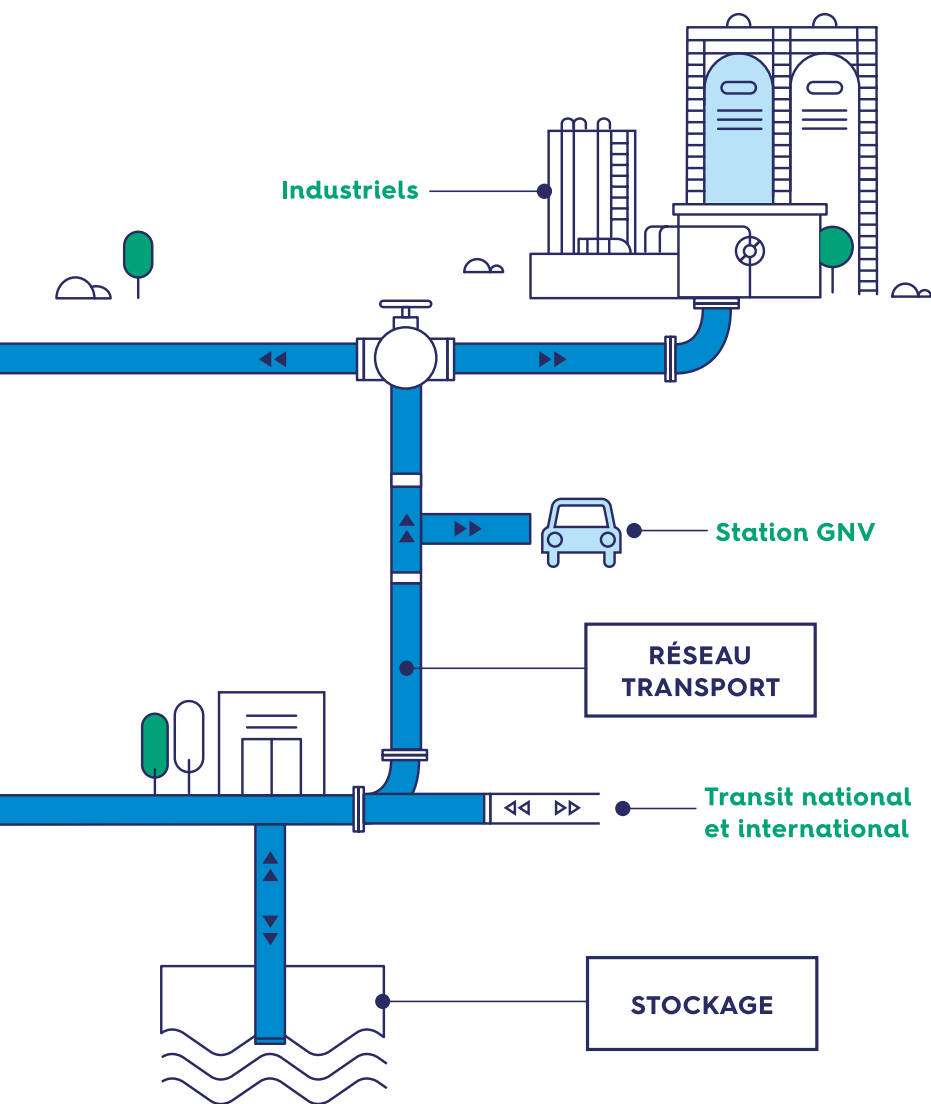 Industriels
Station GNV
RÉSEAU
TRANSPORT
Transit national
et international
STOCKAGE